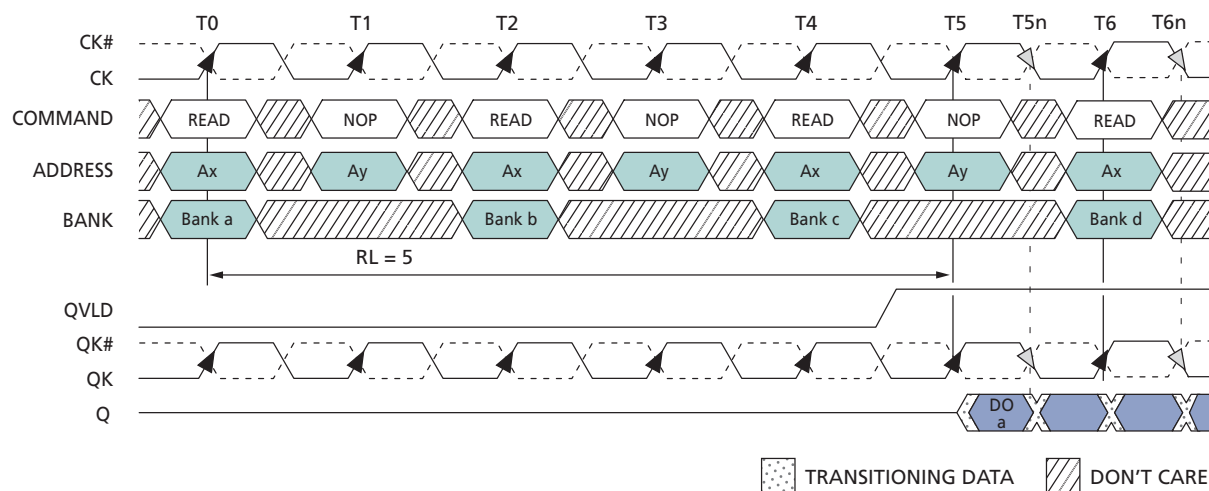 T0 T1 T2 T3 T4 T5 T5n T6 T6n
CK#
CK
COMMAND READ NOP READ NOP READ NOP READ
ADDRESS Ax Ay Ax Ay Ax Ay Ax
BANK Bank a Bank b Bank c Bank d
RL = 5
QVLD
QK#
QK
Q DO
a
TRANSITIONING DATA DON'T CARE